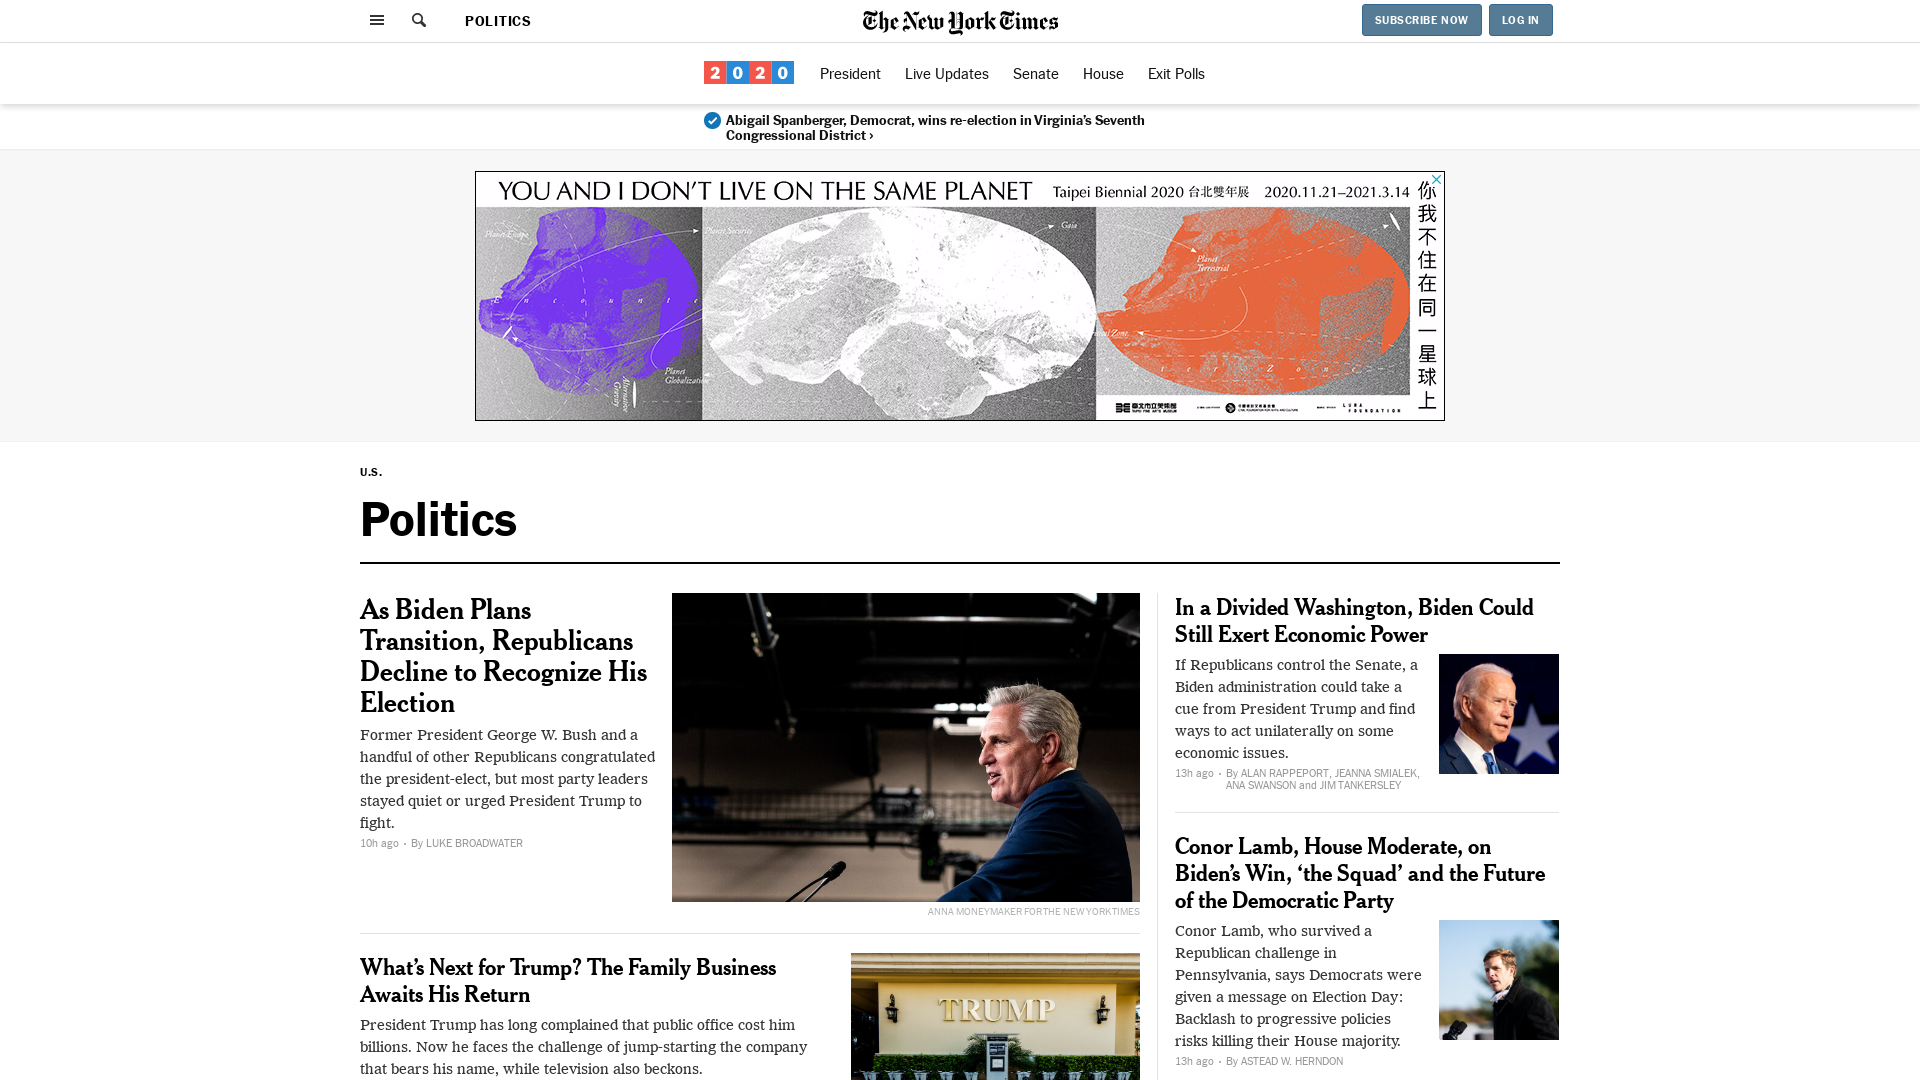 POLITICS
The New York Times
SUBSCRIBE NOW
LOG IN
2020
President
Live Updates
Senate
House
Exit Polls
Abigail Spanberger, Democrat, wins re-election in Virginia’s Seventh
Congressional District ›
YOU AND I DON’T LIVE ON THE SAME PLANET
Taipei Biennial 2020 台北雙年展
2020.11.21–2021.3.14
你我不住在同一星球上
Planet Escape
Planet Security
Gaia
Planet
Terrestrial
Planet
Globalization
Alternative
Gravity
臺北市立美術館
LUMA
FOUNDATION
U.S.
Politics
As Biden Plans
Transition, Republicans
Decline to Recognize His
Election
Former President George W. Bush and a
handful of other Republicans congratulated
the president-elect, but most party leaders
stayed quiet or urged President Trump to
fight.
10h ago • By LUKE BROADWATER
ANNA MONEYMAKER FOR THE NEW YORK TIMES
What’s Next for Trump? The Family Business
Awaits His Return
President Trump has long complained that public office cost him
billions. Now he faces the challenge of jump-starting the company
that bears his name, while television also beckons.
TRUMP
In a Divided Washington, Biden Could
Still Exert Economic Power
If Republicans control the Senate, a
Biden administration could take a
cue from President Trump and find
ways to act unilaterally on some
economic issues.
13h ago • By ALAN RAPPEPORT, JEANNA SMIALEK,
ANA SWANSON and JIM TANKERSLEY
Conor Lamb, House Moderate, on
Biden’s Win, ‘the Squad’ and the Future
of the Democratic Party
Conor Lamb, who survived a
Republican challenge in
Pennsylvania, says Democrats were
given a message on Election Day:
Backlash to progressive policies
risks killing their House majority.
13h ago • By ASTEAD W. HERNDON